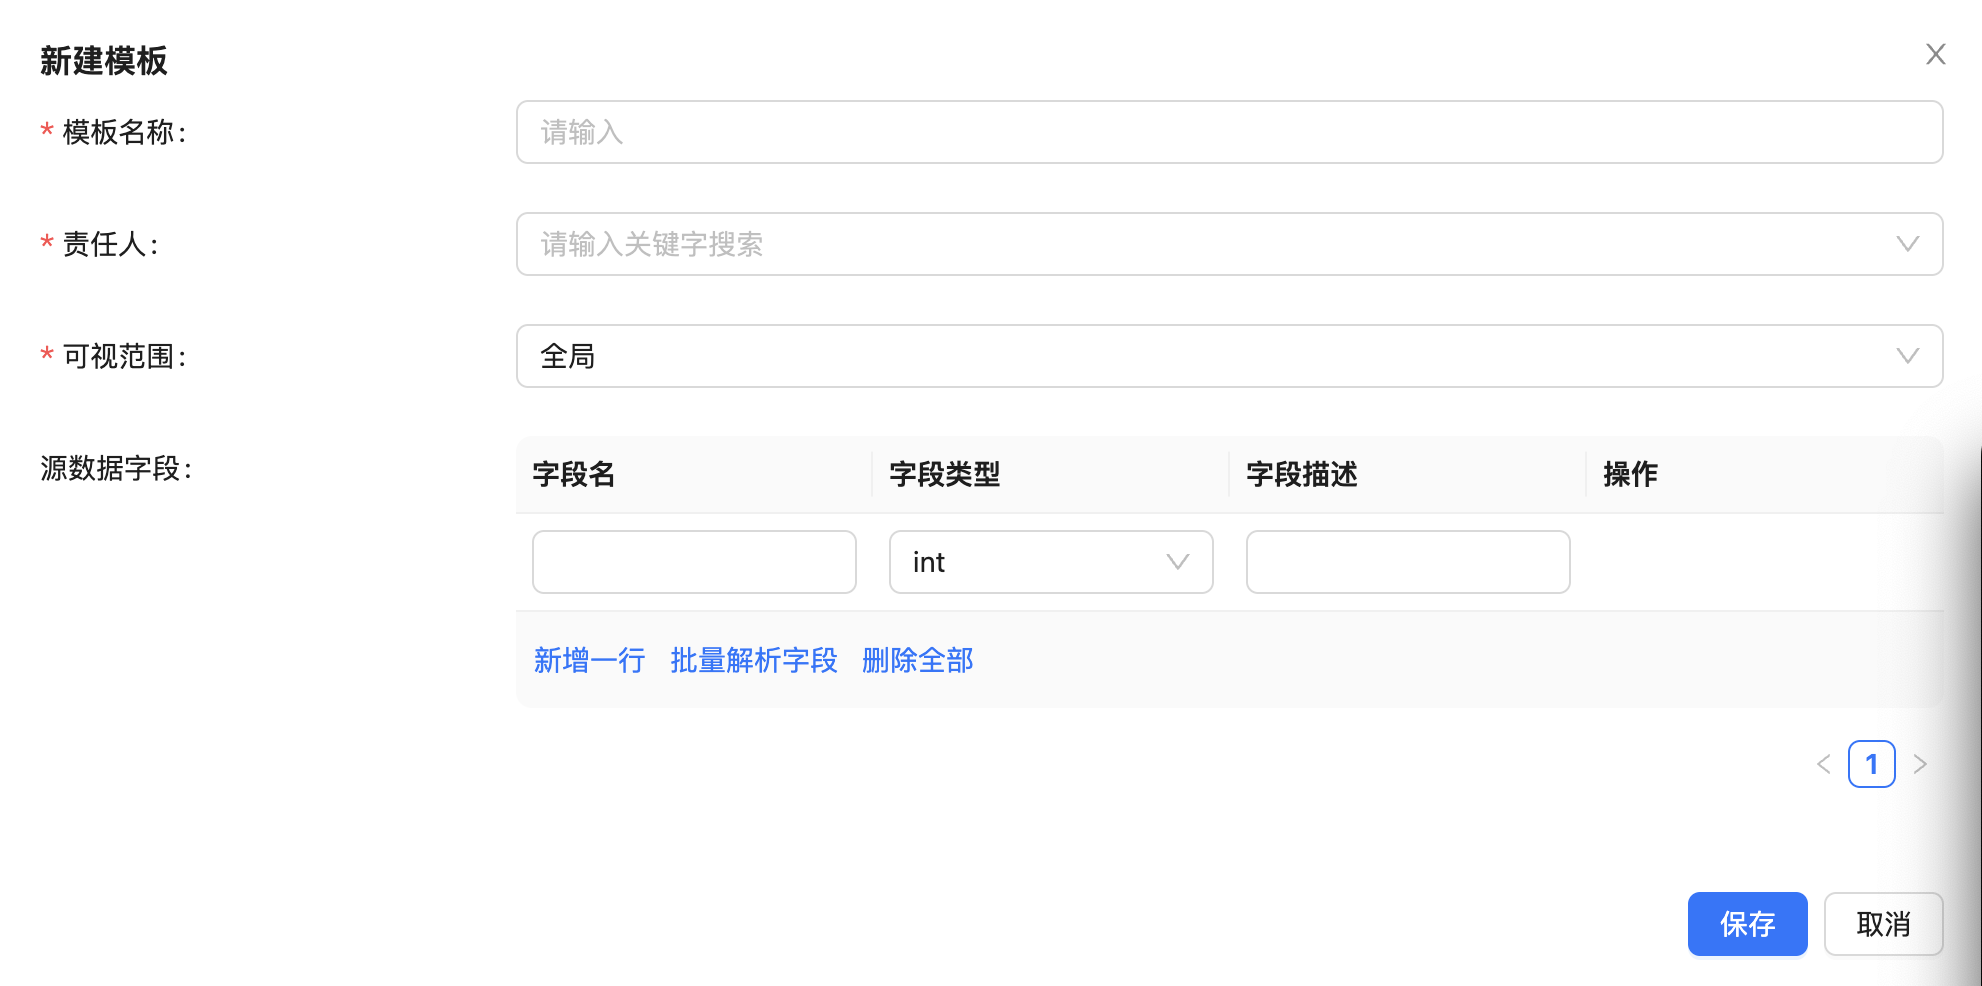 新建模板
* 模板名称:
请输入
* 责任人:
请输入关键字搜索
* 可视范围:
全局
源数据字段:
字段名 字段类型 字段描述 操作
int
新增一行 批量解析字段 删除全部
1
保存 取消